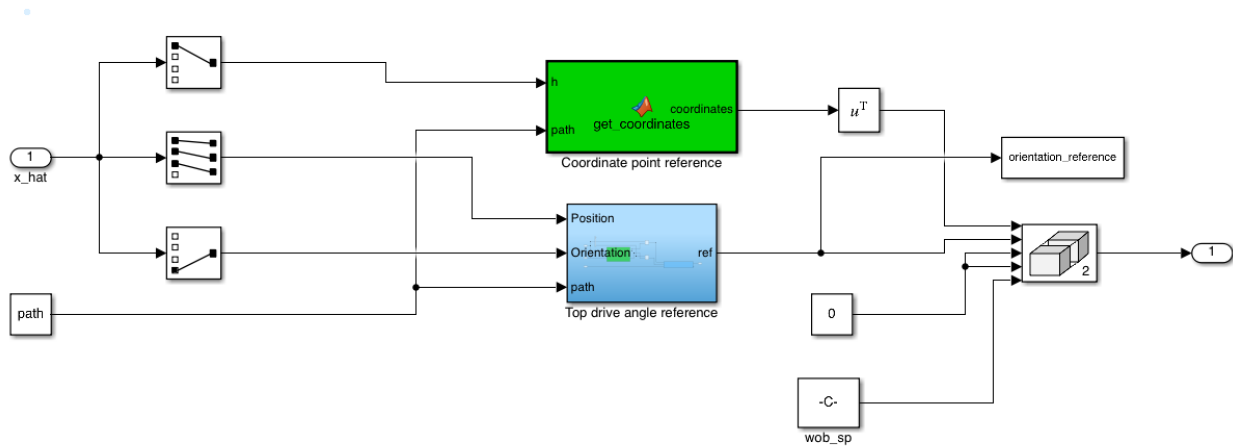 h
coordinates
get_coordinates
path
Coordinate point reference
u^T
orientation_reference
1
x_hat
Position
Orientation
ref
path
Top drive angle reference
2
1
path
0
-C-
wob_sp